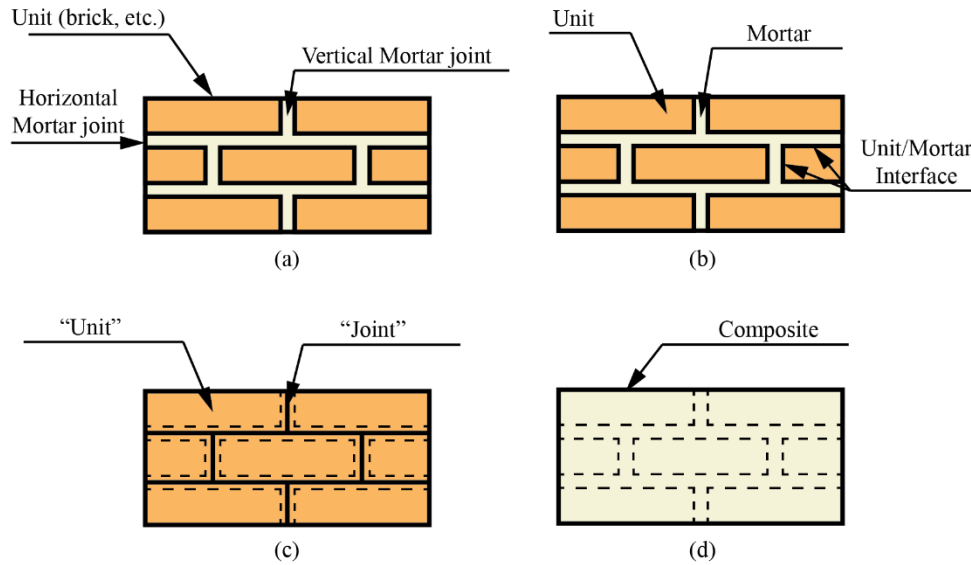 Unit (brick, etc.)
Vertical Mortar joint
Horizontal
Mortar joint
(a)
Unit
Mortar
Unit/Mortar
Interface
(b)
“Unit”
“Joint”
(c)
Composite
(d)